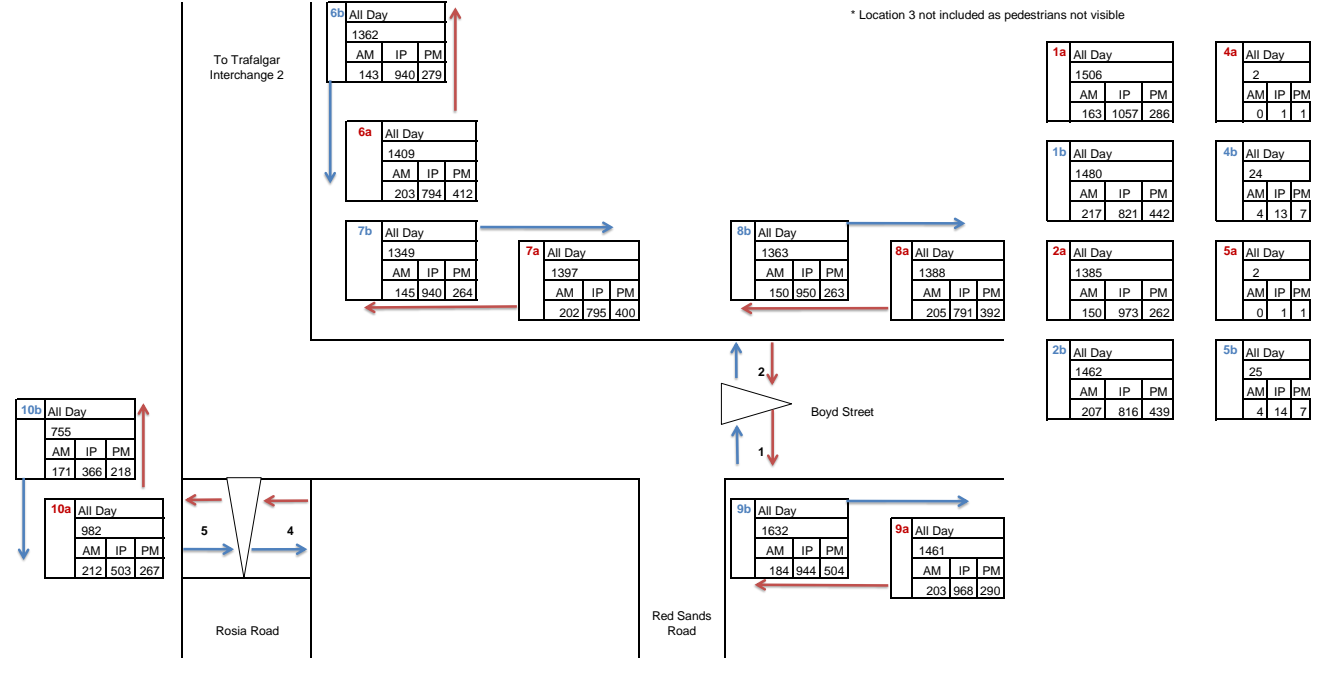 * Location 3 not included as pedestrians not visible
6b All Day
1362
AM IP PM
143 940 279
To Trafalgar
Interchange 2
6a All Day
1409
AM IP PM
203 794 412
7b All Day
1349
AM IP PM
145 940 264
7a All Day
1397
AM IP PM
202 795 400
8b All Day
1363
AM IP PM
150 950 263
8a All Day
1388
AM IP PM
205 791 392
1a All Day
1506
AM IP PM
163 1057 286
4a All Day
2
AM IP PM
0 1 1
1b All Day
1480
AM IP PM
217 821 442
4b All Day
24
AM IP PM
4 13 7
2a All Day
1385
AM IP PM
150 973 262
5a All Day
2
AM IP PM
0 1 1
2b All Day
1462
AM IP PM
207 816 439
5b All Day
25
AM IP PM
4 14 7
2
Boyd Street
1
10b All Day
755
AM IP PM
171 366 218
10a All Day
982
AM IP PM
212 503 267
5 4
9b All Day
1632
AM IP PM
184 944 504
9a All Day
1461
AM IP PM
203 968 290
Rosia Road
Red Sands
Road